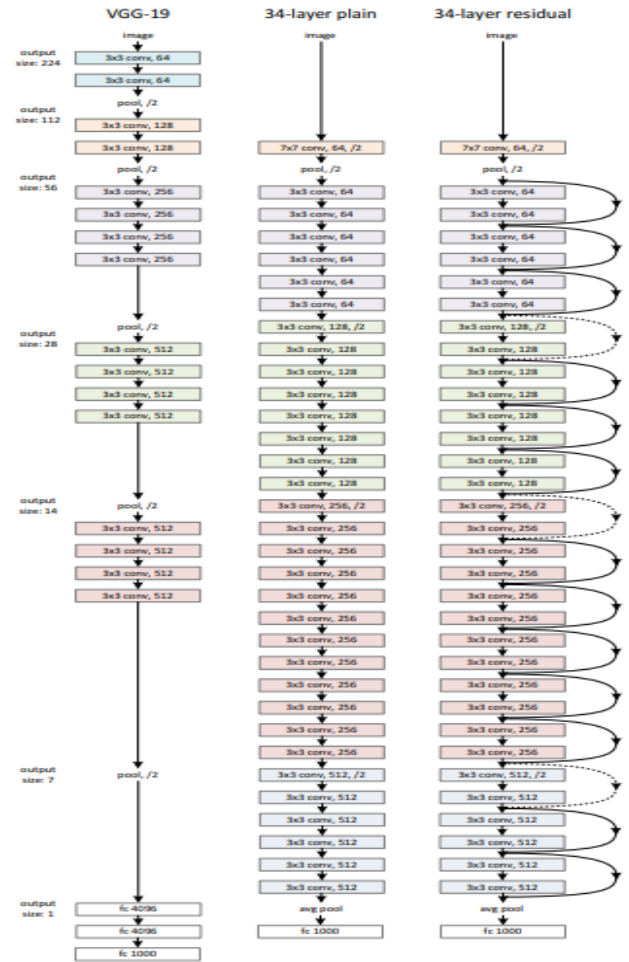 VGG-19
image
output
size: 224
3x3 conv, 64
3x3 conv, 64
pool, /2
output
size: 112
3x3 conv, 128
3x3 conv, 128
pool, /2
output
size: 56
3x3 conv, 256
3x3 conv, 256
3x3 conv, 256
3x3 conv, 256
pool, /2
output
size: 28
3x3 conv, 512
3x3 conv, 512
3x3 conv, 512
3x3 conv, 512
pool, /2
output
size: 14
3x3 conv, 512
3x3 conv, 512
3x3 conv, 512
3x3 conv, 512
output
size: 7
pool, /2
output
size: 1
fc 4096
fc 4096
fc 1000
34-layer plain
image
7x7 conv, 64, /2
pool, /2
3x3 conv, 64
3x3 conv, 64
3x3 conv, 64
3x3 conv, 64
3x3 conv, 64
3x3 conv, 64
3x3 conv, 128, /2
3x3 conv, 128
3x3 conv, 128
3x3 conv, 128
3x3 conv, 128
3x3 conv, 128
3x3 conv, 128
3x3 conv, 128
3x3 conv, 256, /2
3x3 conv, 256
3x3 conv, 256
3x3 conv, 256
3x3 conv, 256
3x3 conv, 256
3x3 conv, 256
3x3 conv, 256
3x3 conv, 256
3x3 conv, 256
3x3 conv, 256
3x3 conv, 256
3x3 conv, 512, /2
3x3 conv, 512
3x3 conv, 512
3x3 conv, 512
3x3 conv, 512
3x3 conv, 512
avg pool
fc 1000
34-layer residual
image
7x7 conv, 64, /2
pool, /2
3x3 conv, 64
3x3 conv, 64
3x3 conv, 64
3x3 conv, 64
3x3 conv, 64
3x3 conv, 64
3x3 conv, 128, /2
3x3 conv, 128
3x3 conv, 128
3x3 conv, 128
3x3 conv, 128
3x3 conv, 128
3x3 conv, 128
3x3 conv, 128
3x3 conv, 256, /2
3x3 conv, 256
3x3 conv, 256
3x3 conv, 256
3x3 conv, 256
3x3 conv, 256
3x3 conv, 256
3x3 conv, 256
3x3 conv, 256
3x3 conv, 256
3x3 conv, 256
3x3 conv, 256
3x3 conv, 512, /2
3x3 conv, 512
3x3 conv, 512
3x3 conv, 512
3x3 conv, 512
3x3 conv, 512
avg pool
fc 1000